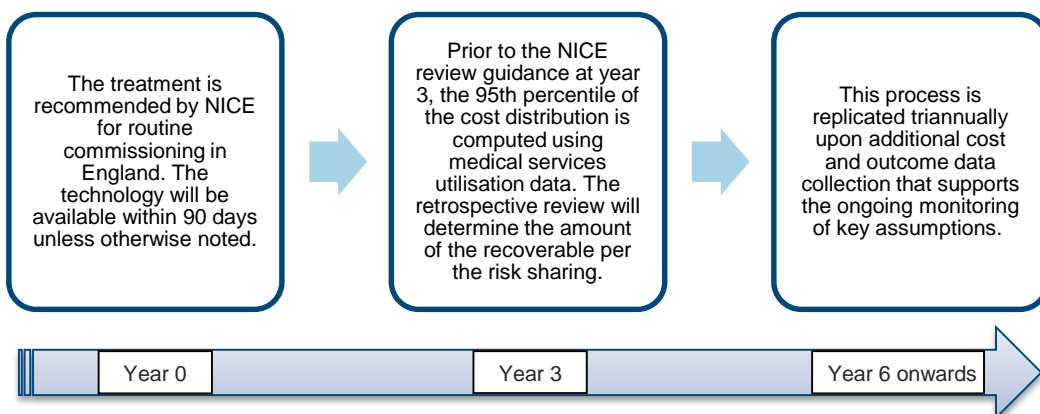 The treatment is
recommended by NICE
for routine
commissioning in
England. The
technology will be
available within 90 days
unless otherwise noted.
Prior to the NICE
review guidance at year
3, the 95th percentile of
the cost distribution is
computed using
medical services
utilisation data. The
retrospective review will
determine the amount
of the recoverable per
the risk sharing.
This process is
replicated triannually
upon additional cost
and outcome data
collection that supports
the ongoing monitoring
of key assumptions.
Year 0
Year 3
Year 6 onwards